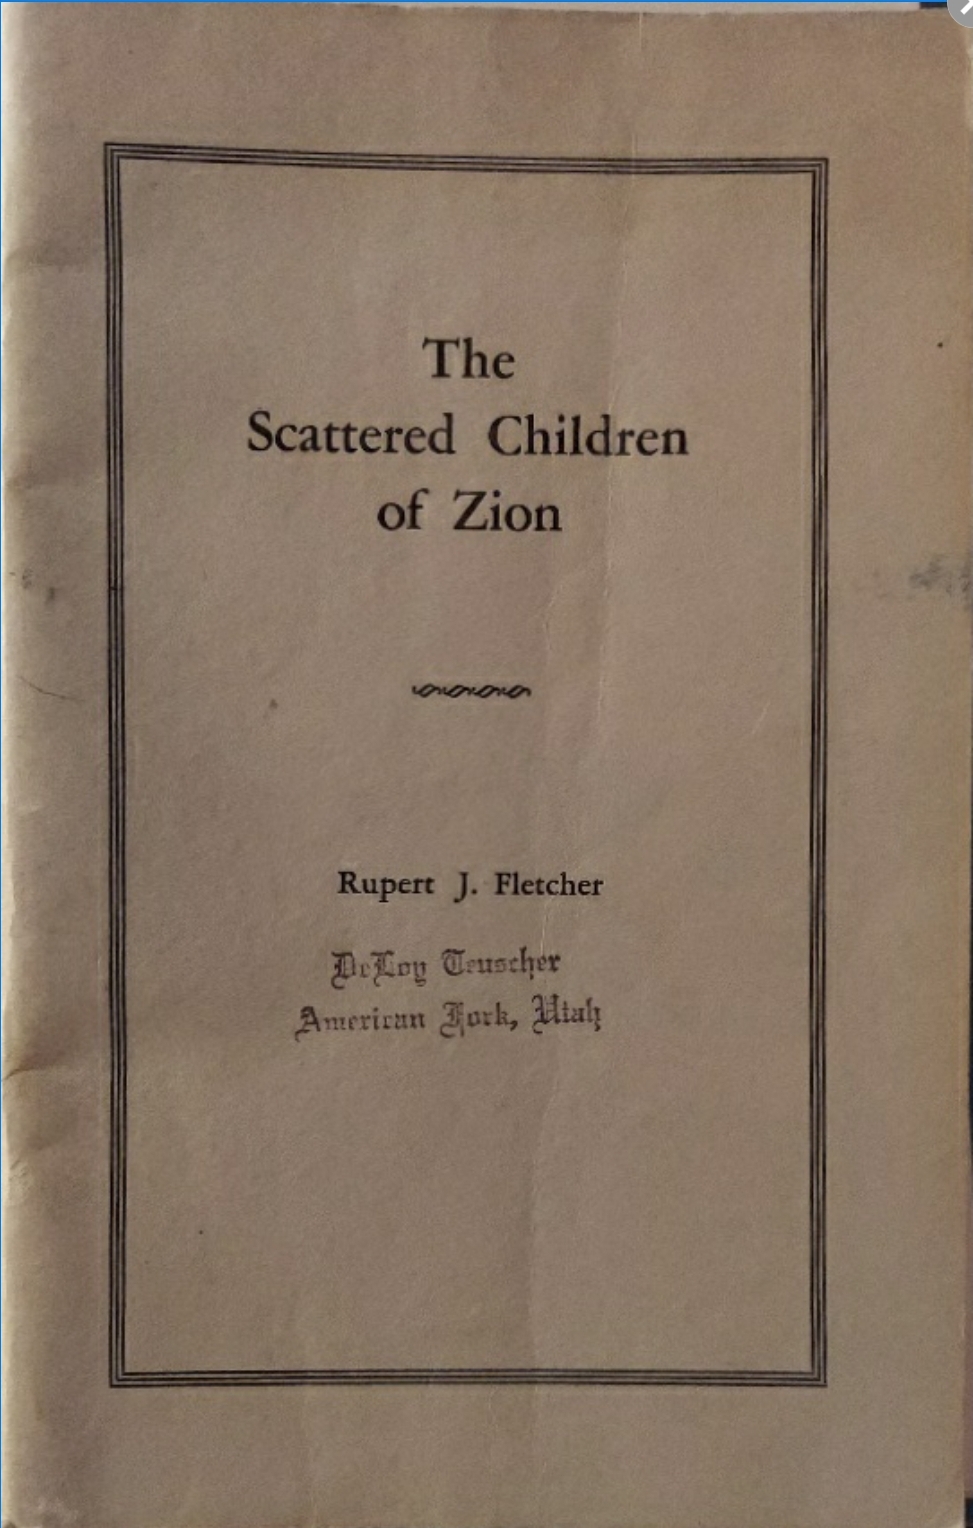 The
Scattered Children
of Zion
Rupert J. Fletcher
DeLoy Teuscher
American Fork, Utah